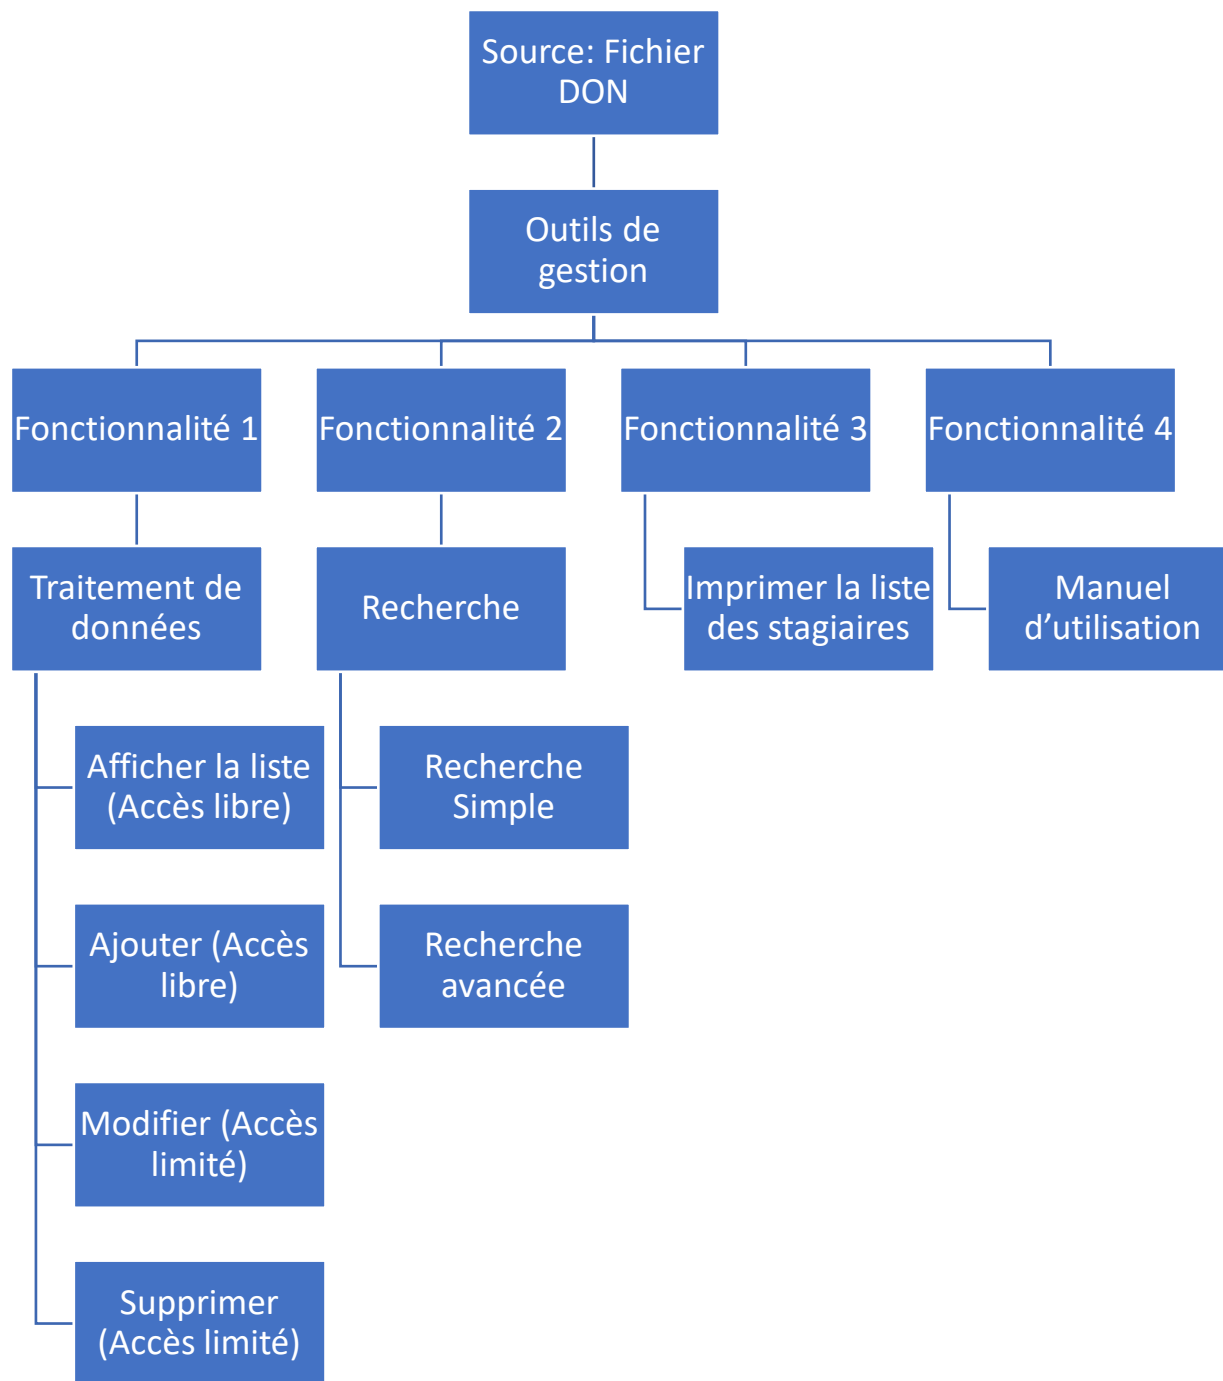 Source: Fichier
DON
Outils de
gestion
Fonctionnalité 1
Fonctionnalité 2
Fonctionnalité 3
Fonctionnalité 4
Traitement de
données
Recherche
Imprimer la liste
des stagiaires
Manuel
d’utilisation
Afficher la liste
(Accès libre)
Recherche
Simple
Ajouter (Accès
libre)
Recherche
avancée
Modifier (Accès
limité)
Supprimer
(Accès limité)